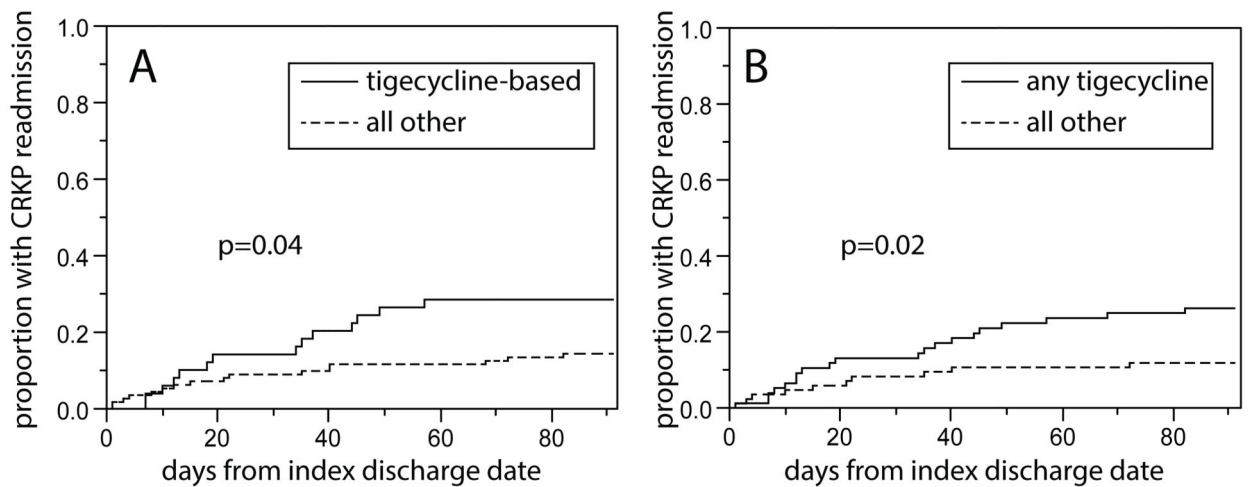 A
tigecycline-based
all other
p=0.04
proportion with CRKP readmission
1.0
0.8
0.6
0.4
0.2
0.0
0 20 40 60 80
days from index discharge date
B
any tigecycline
all other
p=0.02
proportion with CRKP readmission
1.0
0.8
0.6
0.4
0.2
0.0
0 20 40 60 80
days from index discharge date